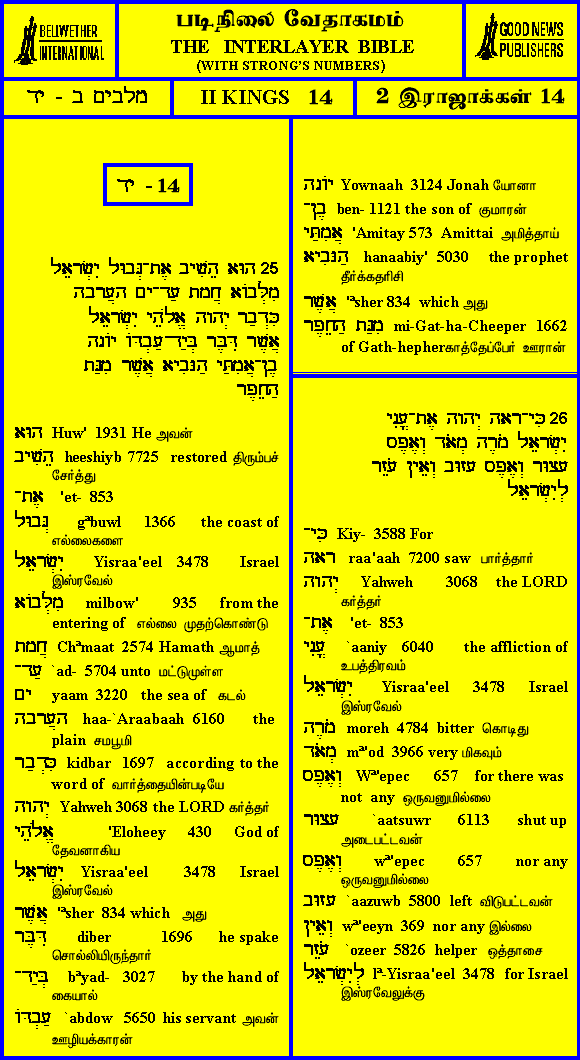 BELLWETHER
INTERNATIONAL
படிநிலை வேதாகமம்
THE INTERLAYER BIBLE
(WITH STRONG'S NUMBERS)
GOOD NEWS
PUBLISHERS
מלבים ב - יד
II KINGS 14
2 இராஜாக்கள் 14
יד - 14
25 הוּא הֵשִׁיב אֶת־גְּבוּל יִשְׂרָאֵל
מִלְּבוֹא חֲמָת עַד־יָם הָעֲרָבָה
כִּדְבַר יְהוָה אֱלֹהֵי יִשְׂרָאֵל
אֲשֶׁר דִּבֶּר בְּיַד־עַבְדּוֹ יוֹנָה
בֶן־אֲמִתַּי הַנָּבִיא אֲשֶׁר מִגַּת
הַחֵפֶר
הוּא Huw' 1931 He அவன்
הֵשִׁיב heeshiyb 7725 restored திரும்பச்
சேர்த்து
אֶת־ 'et- 853
גְּבוּל gªbuwl 1366 the coast of
எல்லைகளை
יִשְׂרָאֵל Yisraa'eel 3478 Israel
இஸ்ரவேல்
מִלְּבוֹא milbow' 935 from the
entering of எல்லை முதற்கொண்டு
חֲמָת Chªmaat 2574 Hamath ஆமாத்
עַד־ `ad- 5704 unto மட்டுமுள்ள
יָם yaam 3220 the sea of கடல்
הָעֲרָבָה haa-`Araabaah 6160 the
plain சமபூமி
כִּדְבַר kidbar 1697 according to the
word of வார்த்தையின்படியே
יְהוָה Yahweh 3068 the LORD கர்த்தர்
אֱלֹהֵי 'Eloheey 430 God of
தேவனாகிய
יִשְׂרָאֵל Yisraa'eel 3478 Israel
இஸ்ரவேல்
אֲשֶׁר 'ªsher 834 which அது
דִּבֶּר diber 1696 he spake
சொல்லியிருந்தார்
בְּיַד־ bªyad- 3027 by the hand of
கையால்
עַבְדּוֹ `abdow 5650 his servant அவன்
ஊழியக்காரன்
יוֹנָה Yownaah 3124 Jonah யோனா
בֶן־ ben- 1121 the son of குமாரன்
אֲמִתַּי 'Amitay 573 Amittai அமித்தாய்
הַנָּבִיא hanaabiy' 5030 the prophet
தீர்க்கதரிசி
אֲשֶׁר 'ªsher 834 which அது
מִגַּת הַחֵפֶר mi-Gat-ha-Cheeper 1662
of Gath-hepherகாத்தேப்பேர் ஊரான்
26 כִּי־רָאָה יְהוָה אֶת־עֳנִי
יִשְׂרָאֵל מֹרֶה מְאֹד וְאֶפֶס
עָצוּר וְאֶפֶס עָזוּב וְאֵין עֹזֵר
לְיִשְׂרָאֵל
כִּי־ Kiy- 3588 For
רָאָה raa'aah 7200 saw பார்த்தார்
יְהוָה Yahweh 3068 the LORD
கர்த்தர்
אֶת־ 'et- 853
עֳנִי `aaniy 6040 the affliction of
உபத்திரவம்
יִשְׂרָאֵל Yisraa'eel 3478 Israel
இஸ்ரவேல்
מֹרֶה moreh 4784 bitter கொடிது
מְאֹד mª'od 3966 very மிகவும்
וְאֶפֶס Wª'epec 657 for there was
not any ஒருவனுமில்லை
עָצוּר `aatsuwr 6113 shut up
அடைபட்டவன்
וְאֶפֶס wª'epec 657 nor any
ஒருவனுமில்லை
עָזוּב `aazuwb 5800 left விடுபட்டவன்
וְאֵין wª'eeyn 369 nor any இல்லை
עֹזֵר `ozeer 5826 helper ஒத்தாசை
לְיִשְׂרָאֵל lª-Yisraa'eel 3478 for Israel
இஸ்ரவேலுக்கு